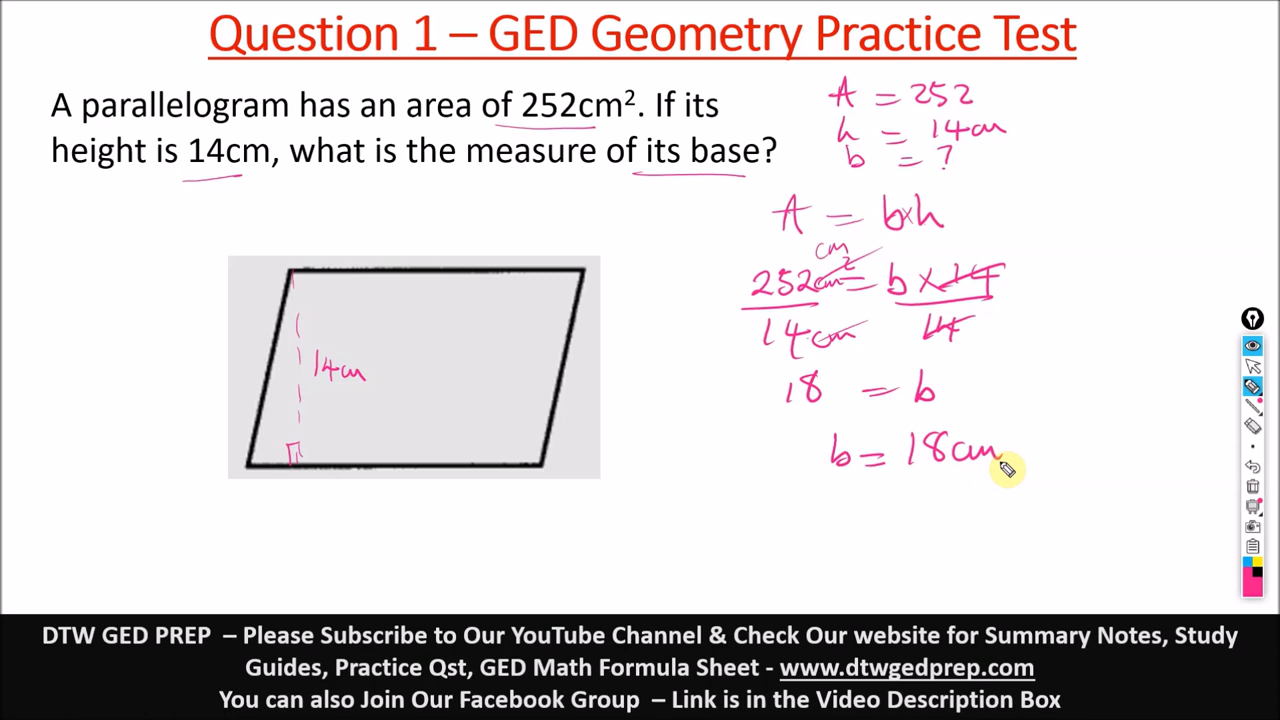 Question 1 – GED Geometry Practice Test
A parallelogram has an area of 252cm². If its
height is 14cm, what is the measure of its base?
A = 252
h = 14cm
b = ?
A = b×h
cm
252cm² = b × 14
14cm 14
18 = b
b = 18cm
14cm
DTW GED PREP – Please Subscribe to Our YouTube Channel & Check Our website for Summary Notes, Study
Guides, Practice Qst, GED Math Formula Sheet - www.dtwgedprep.com
You can also Join Our Facebook Group – Link is in the Video Description Box